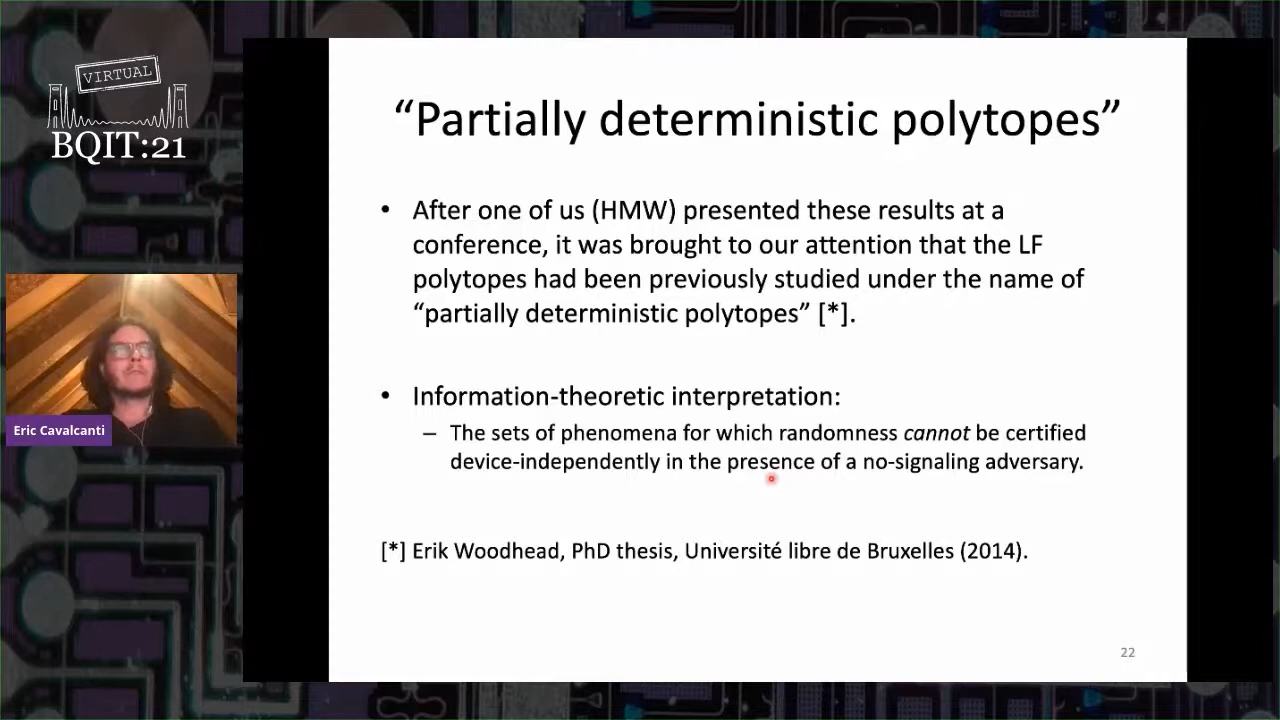 VIRTUAL
BQIT:21
“Partially deterministic polytopes”
• After one of us (HMW) presented these results at a
conference, it was brought to our attention that the LF
polytopes had been previously studied under the name of
“partially deterministic polytopes” [*].
• Information-theoretic interpretation:
– The sets of phenomena for which randomness cannot be certified
device-independently in the presence of a no-signaling adversary.
[*] Erik Woodhead, PhD thesis, Université libre de Bruxelles (2014).
22
Eric Cavalcanti